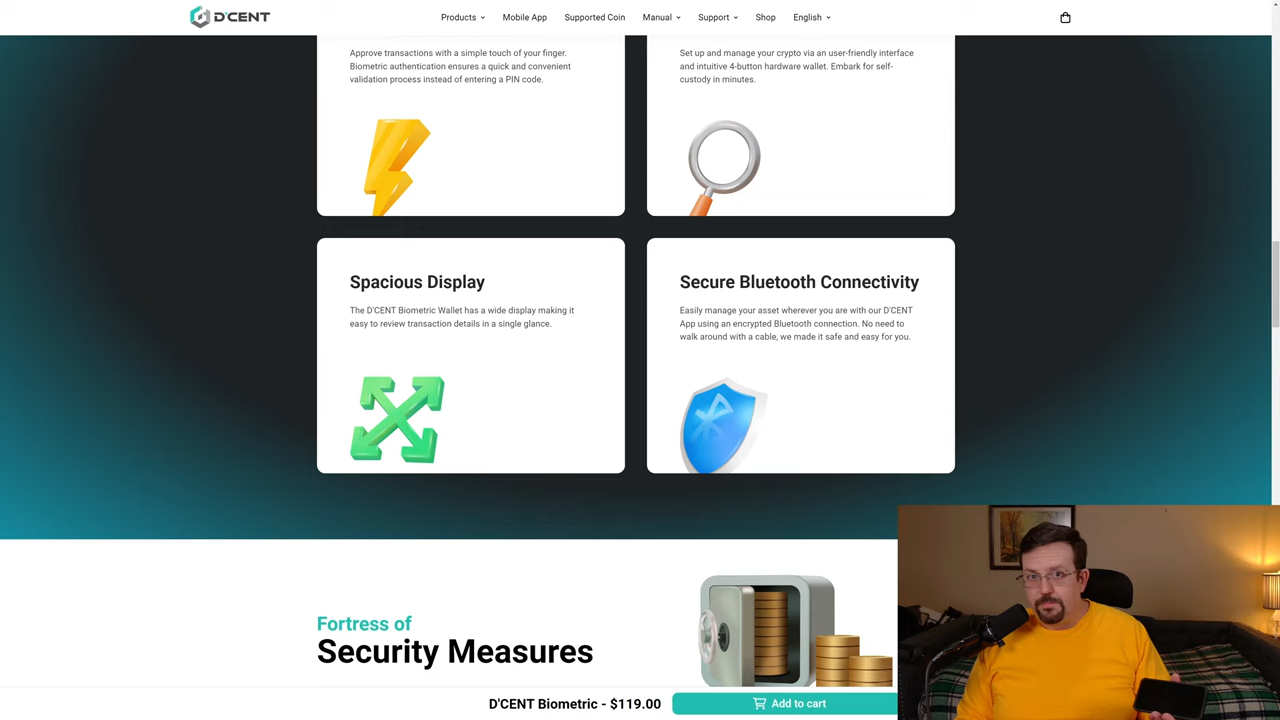 D'CENT
Products
Mobile App
Supported Coin
Manual
Support
Shop
English
Approve transactions with a simple touch of your finger.
Biometric authentication ensures a quick and convenient
validation process instead of entering a PIN code.
Set up and manage your crypto via an user-friendly interface
and intuitive 4-button hardware wallet. Embark for self-
custody in minutes.
Spacious Display
The D'CENT Biometric Wallet has a wide display making it
easy to review transaction details in a single glance.
Secure Bluetooth Connectivity
Easily manage your asset wherever you are with our D'CENT
App using an encrypted Bluetooth connection. No need to
walk around with a cable, we made it safe and easy for you.
Fortress of
Security Measures
D'CENT Biometric - $119.00
Add to cart